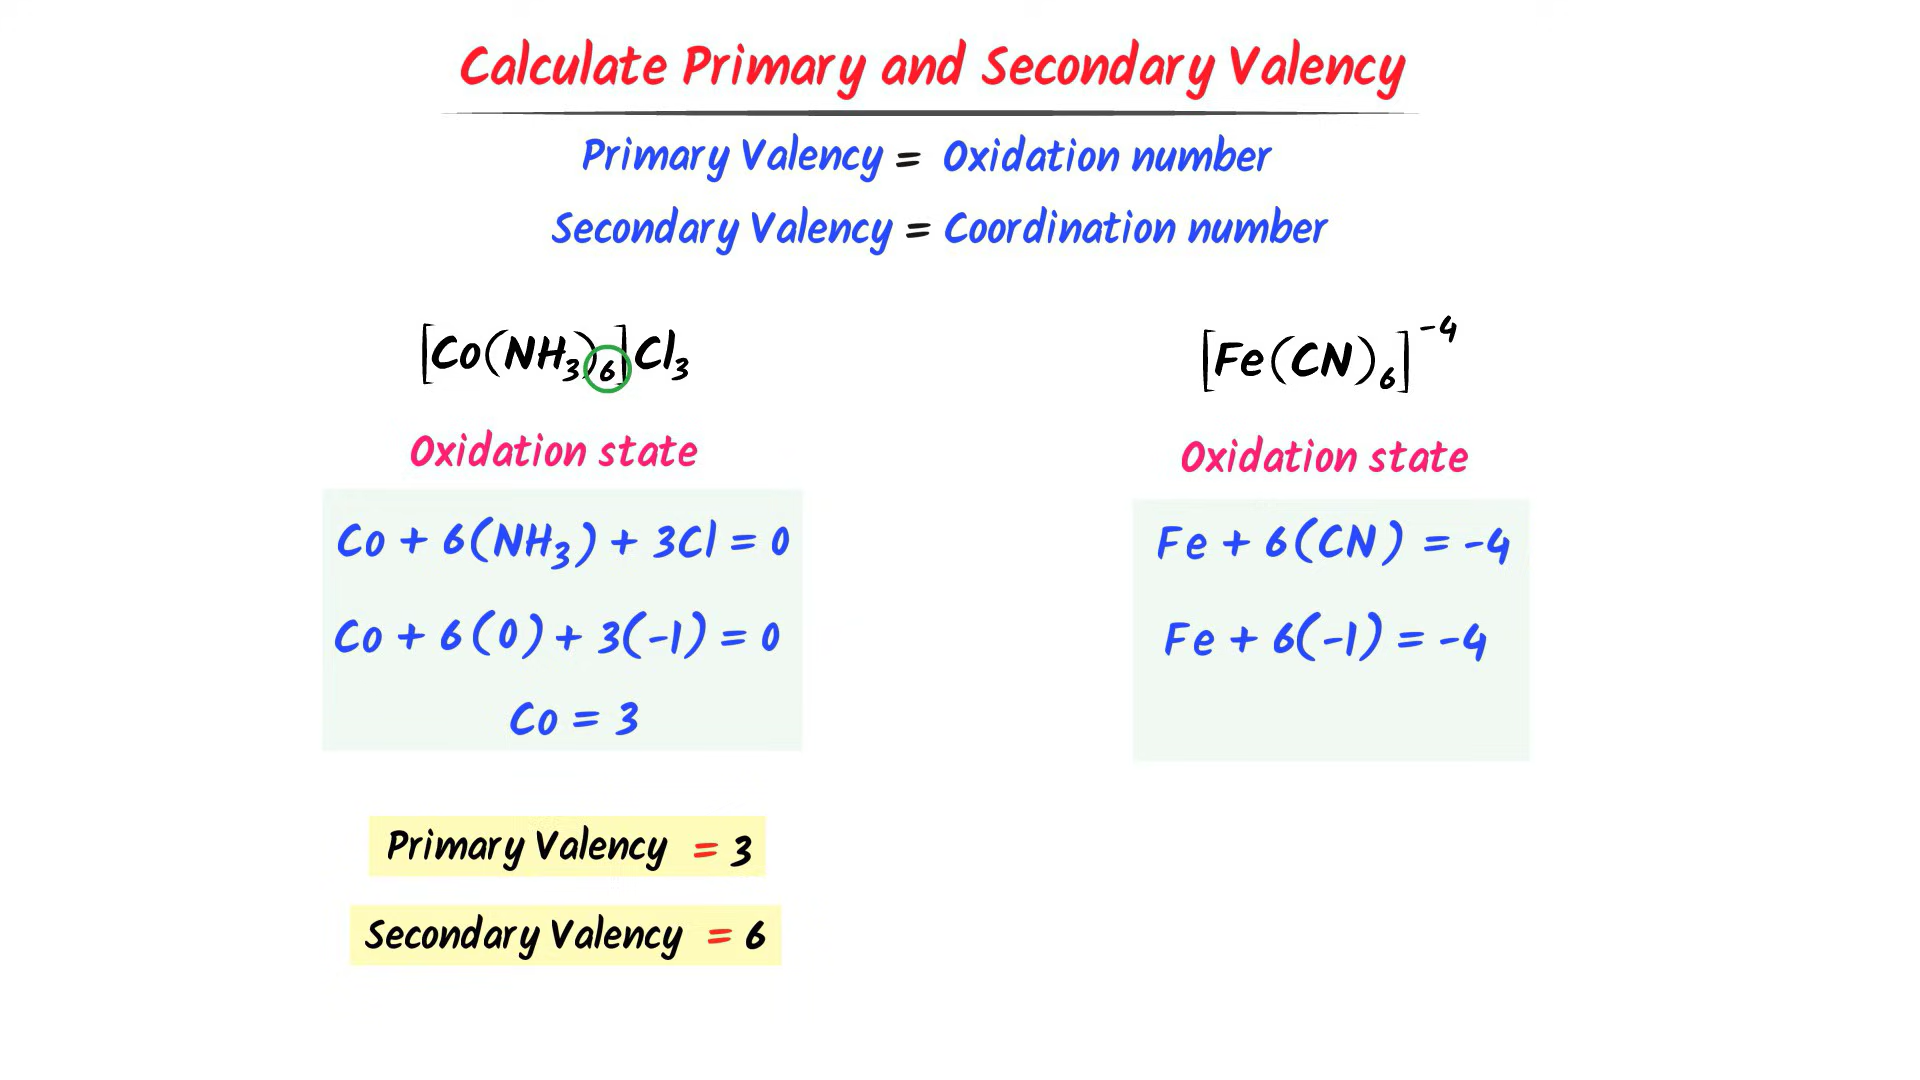 Calculate Primary and Secondary Valency
Primary Valency = Oxidation number
Secondary Valency = Coordination number
[Co(NH₃)₆]Cl₃
Oxidation state
Co + 6(NH₃) + 3Cl = 0
Co + 6(0) + 3(-1) = 0
Co = 3
Primary Valency = 3
Secondary Valency = 6
[Fe(CN)₆]⁻⁴
Oxidation state
Fe + 6(CN) = -4
Fe + 6(-1) = -4